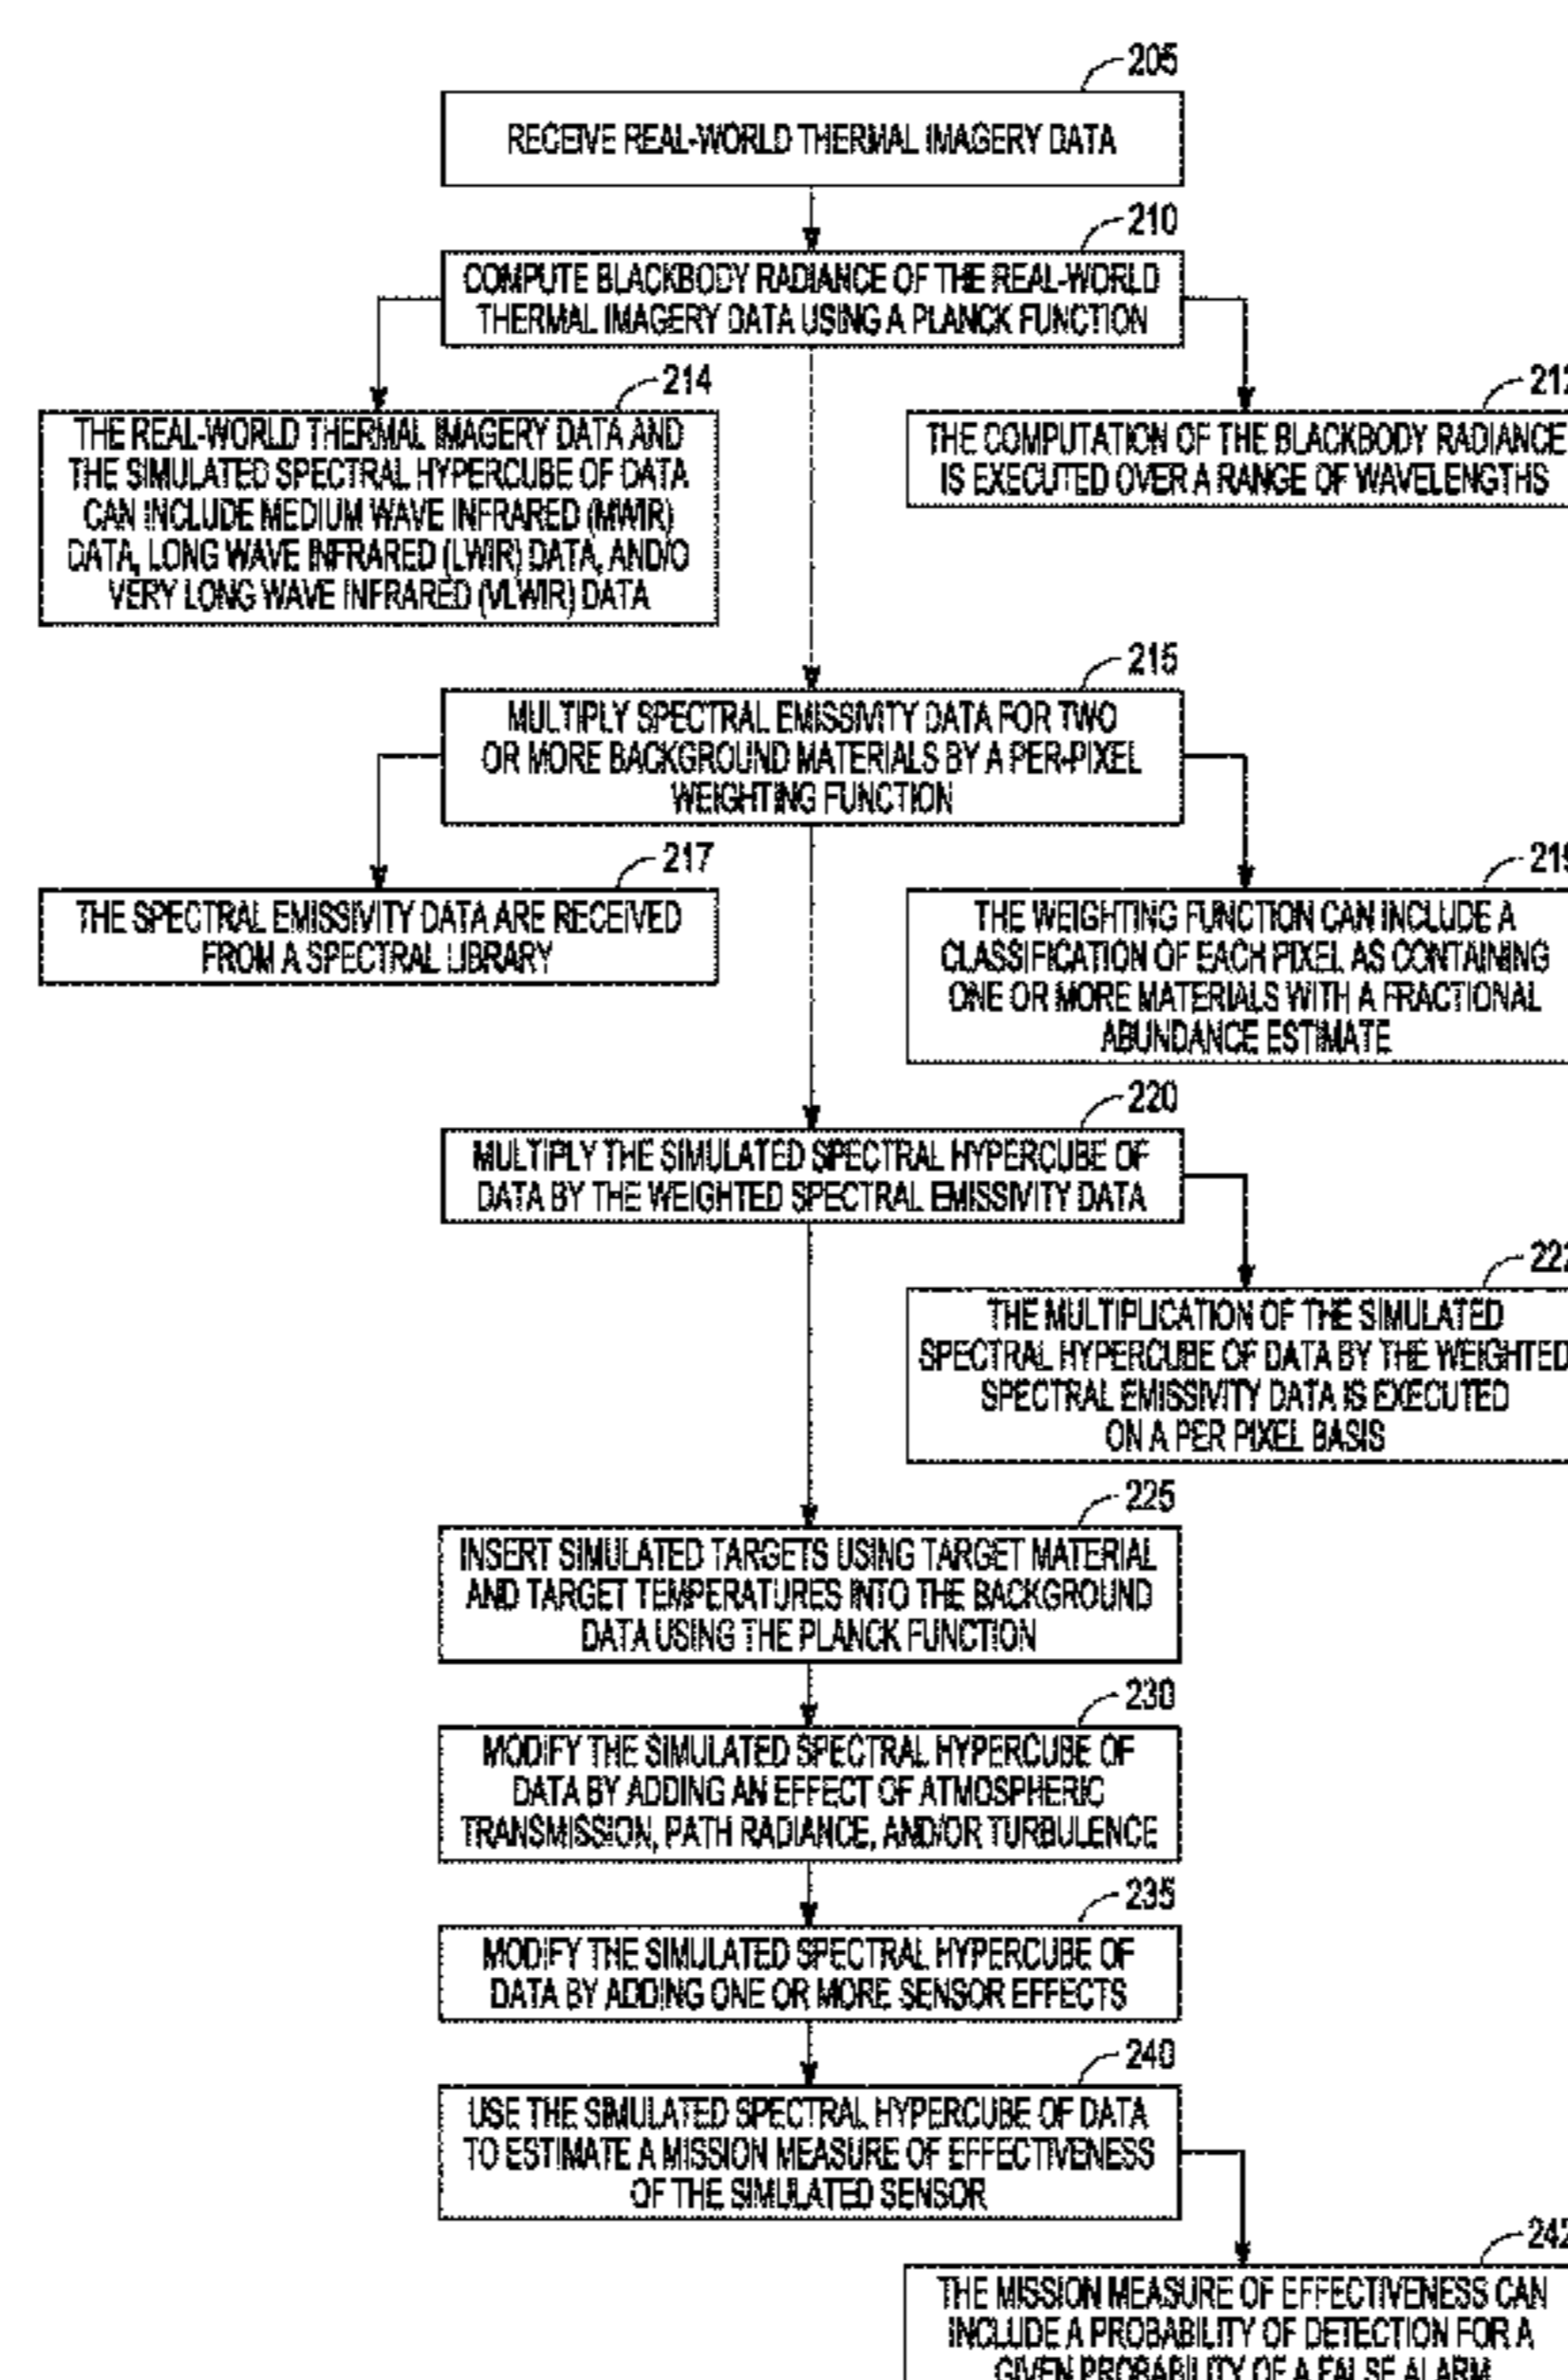 205
RECEIVE REAL-WORLD THERMAL IMAGERY DATA
210
COMPUTE BLACKBODY RADIANCE OF THE REAL-WORLD
THERMAL IMAGERY DATA USING A PLANCK FUNCTION
214
THE REAL-WORLD THERMAL IMAGERY DATA AND
THE SIMULATED SPECTRAL HYPERCUBE OF DATA
CAN INCLUDE MEDIUM WAVE INFRARED (MWIR)
DATA, LONG WAVE INFRARED (LWIR) DATA, AND/O
VERY LONG WAVE INFRARED (VLWIR) DATA
212
THE COMPUTATION OF THE BLACKBODY RADIANCE
IS EXECUTED OVER A RANGE OF WAVELENGTHS
215
MULTIPLY SPECTRAL EMISSIVITY DATA FOR TWO
OR MORE BACKGROUND MATERIALS BY A PER-PIXEL
WEIGHTING FUNCTION
217
THE SPECTRAL EMISSIVITY DATA ARE RECEIVED
FROM A SPECTRAL LIBRARY
219
THE WEIGHTING FUNCTION CAN INCLUDE A
CLASSIFICATION OF EACH PIXEL AS CONTAINING
ONE OR MORE MATERIALS WITH A FRACTIONAL
ABUNDANCE ESTIMATE
220
MULTIPLY THE SIMULATED SPECTRAL HYPERCUBE OF
DATA BY THE WEIGHTED SPECTRAL EMISSIVITY DATA
222
THE MULTIPLICATION OF THE SIMULATED
SPECTRAL HYPERCUBE OF DATA BY THE WEIGHTED
SPECTRAL EMISSIVITY DATA IS EXECUTED
ON A PER PIXEL BASIS
225
INSERT SIMULATED TARGETS USING TARGET MATERIAL
AND TARGET TEMPERATURES INTO THE BACKGROUND
DATA USING THE PLANCK FUNCTION
230
MODIFY THE SIMULATED SPECTRAL HYPERCUBE OF
DATA BY ADDING AN EFFECT OF ATMOSPHERIC
TRANSMISSION, PATH RADIANCE, AND/OR TURBULENCE
235
MODIFY THE SIMULATED SPECTRAL HYPERCUBE OF
DATA BY ADDING ONE OR MORE SENSOR EFFECTS
240
USE THE SIMULATED SPECTRAL HYPERCUBE OF DATA
TO ESTIMATE A MISSION MEASURE OF EFFECTIVENESS
OF THE SIMULATED SENSOR
242
THE MISSION MEASURE OF EFFECTIVENESS CAN
INCLUDE A PROBABILITY OF DETECTION FOR A
GIVEN PROBABILITY OF A FALSE ALARM